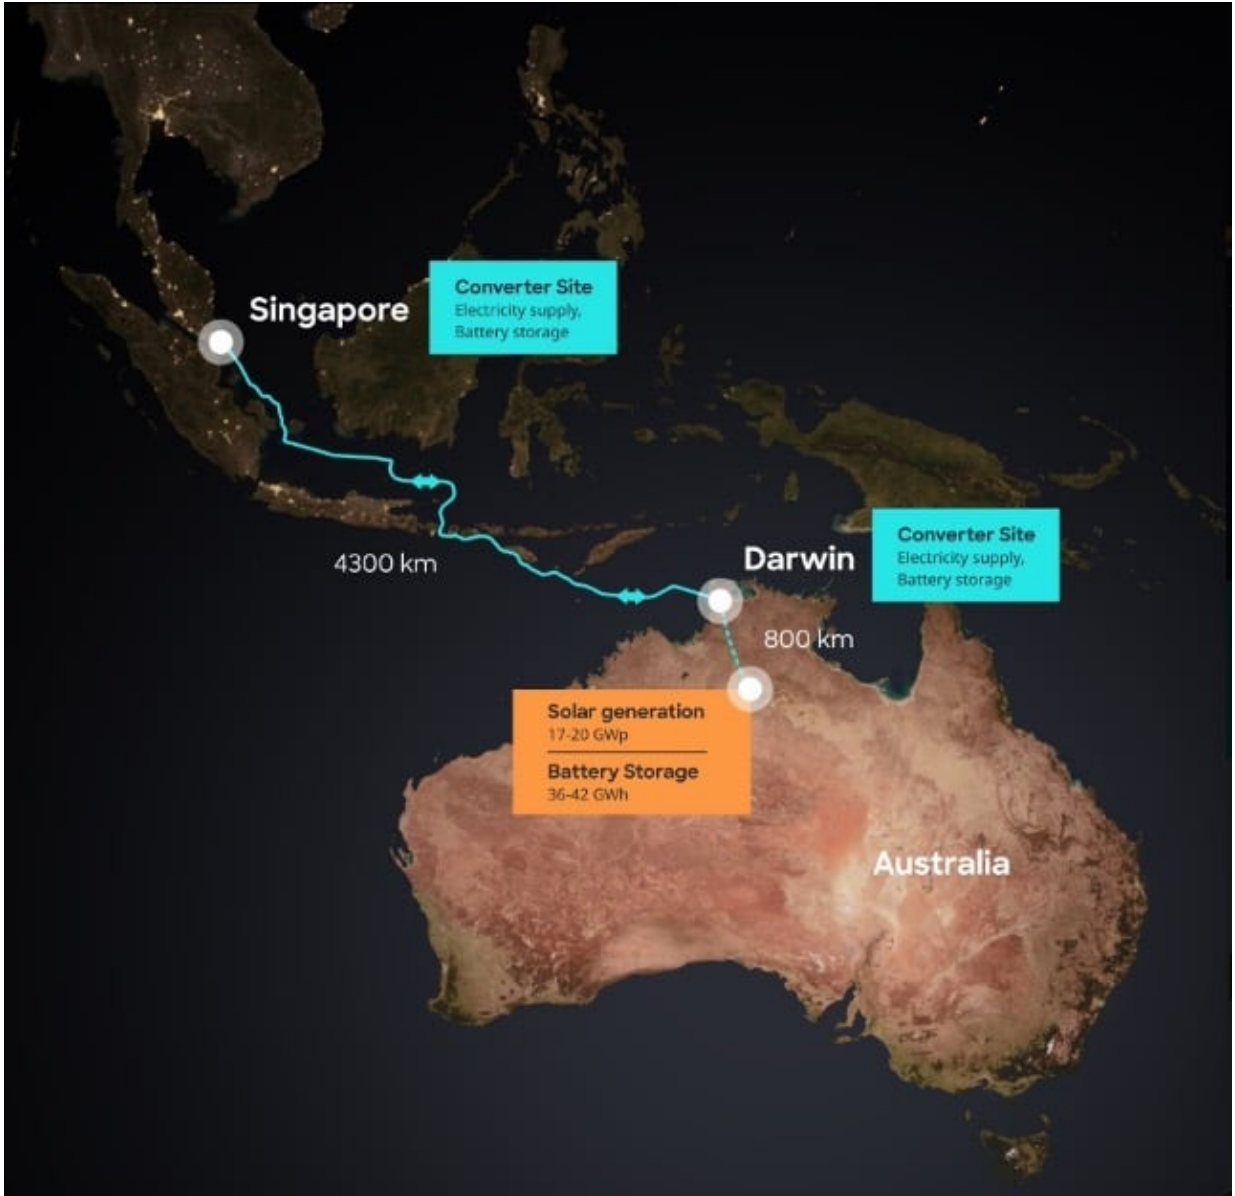 Singapore
Converter Site
Electricity supply,
Battery storage
4300 km
Darwin
Converter Site
Electricity supply,
Battery storage
800 km
Solar generation
17-20 GWp
Battery Storage
36-42 GWh
Australia